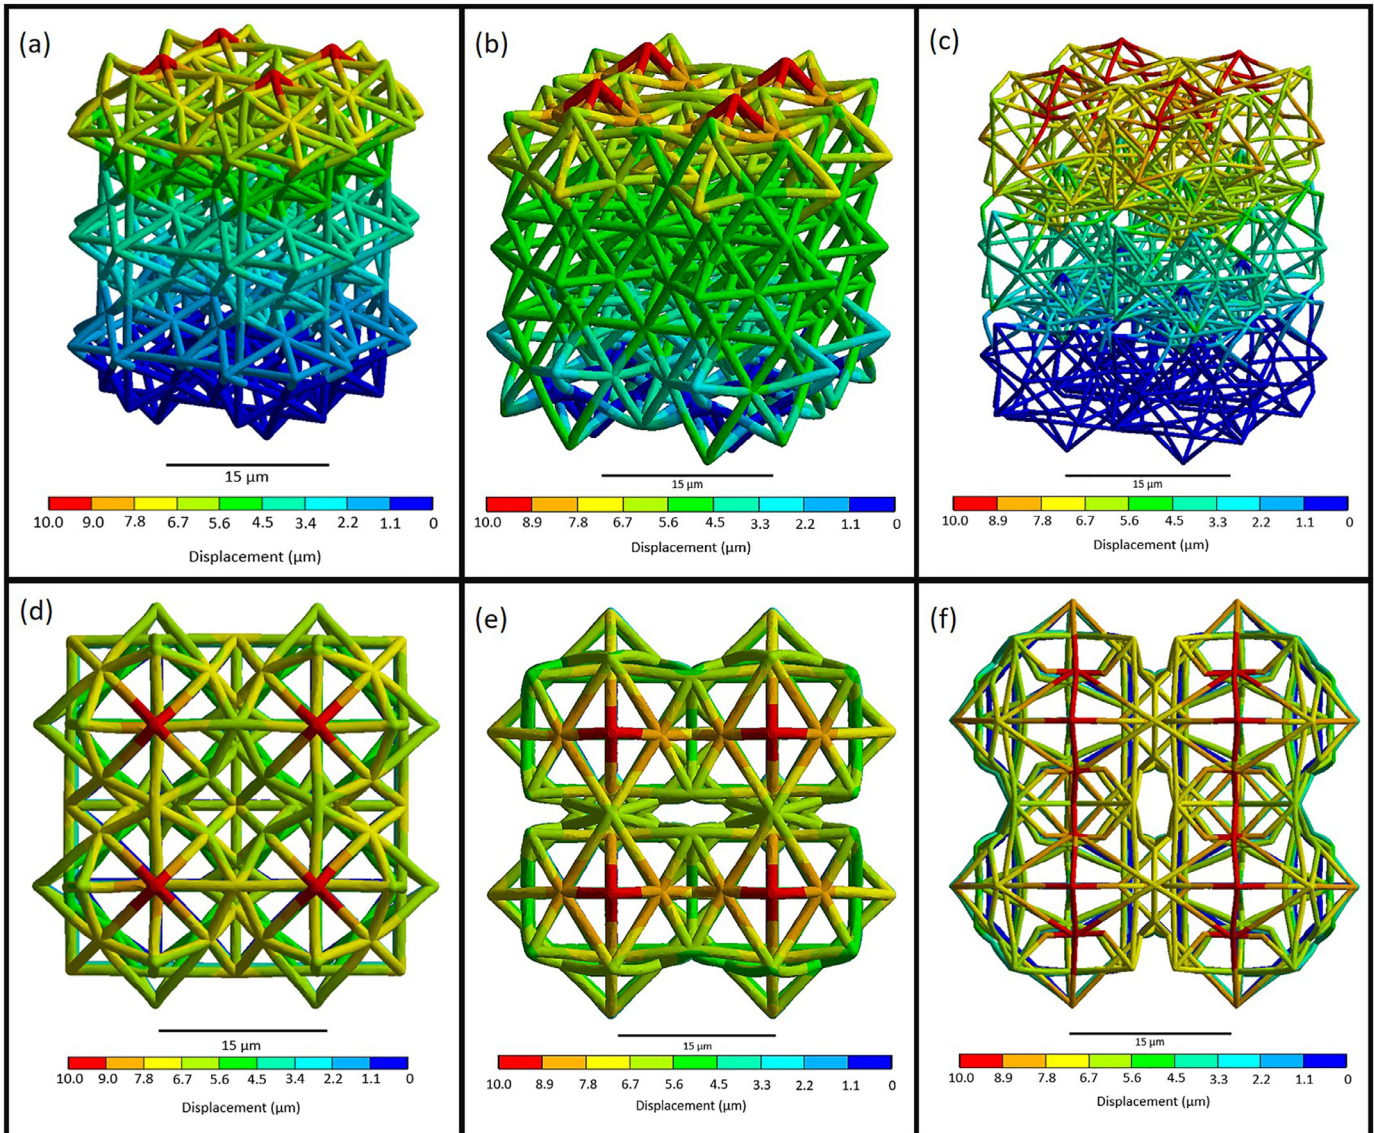 (a)
15 µm
10.0 9.0 7.8 6.7 5.6 4.5 3.4 2.2 1.1 0
Displacement (µm)
(b)
15 µm
10.0 8.9 7.8 6.7 5.6 4.5 3.3 2.2 1.1 0
Displacement (µm)
(c)
15 µm
10.0 8.9 7.8 6.7 5.6 4.5 3.3 2.2 1.1 0
Displacement (µm)
(d)
15 µm
10.0 9.0 7.8 6.7 5.6 4.5 3.4 2.2 1.1 0
Displacement (µm)
(e)
15 µm
10.0 8.9 7.8 6.7 5.6 4.5 3.3 2.2 1.1 0
Displacement (µm)
(f)
15 µm
10.0 8.9 7.8 6.7 5.6 4.5 3.3 2.2 1.1 0
Displacement (µm)